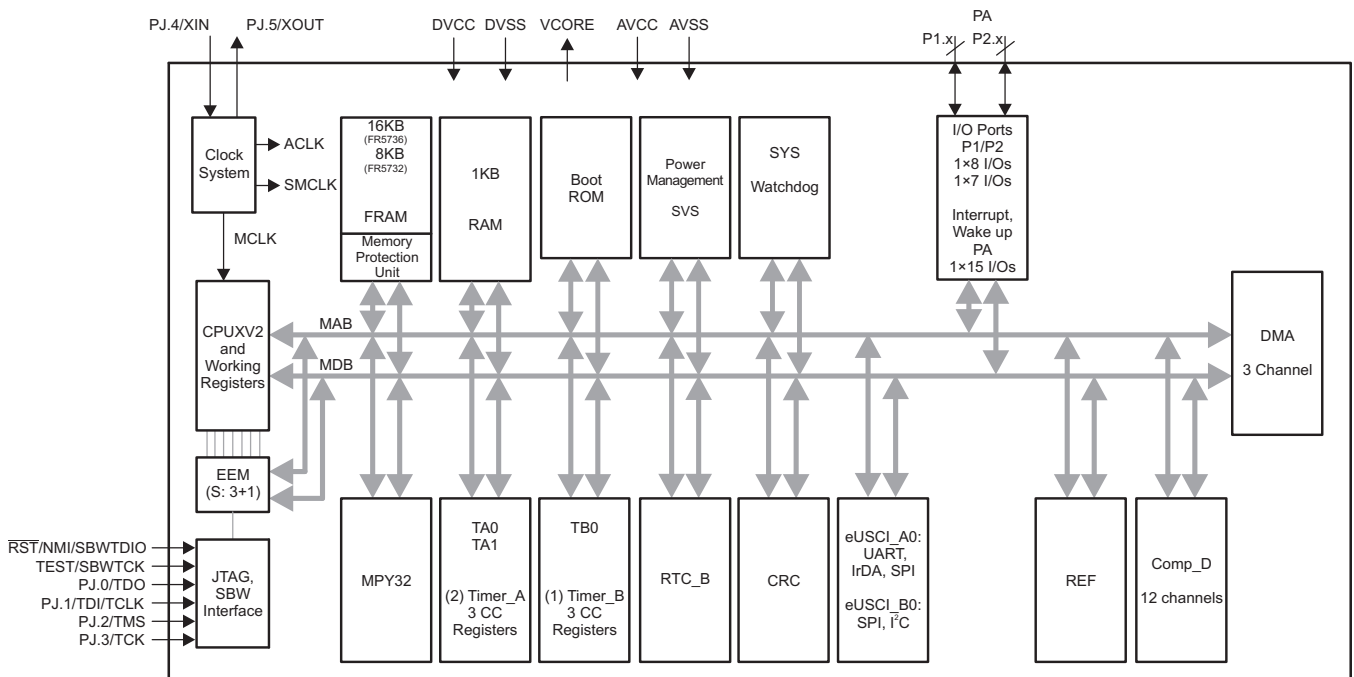 PJ.4/XIN
PJ.5/XOUT
DVCC
DVSS
VCORE
AVCC
AVSS
PA
P1.x
P2.x
Clock
System
ACLK
SMCLK
MCLK
16KB
(FR5736)
8KB
(FR5732)
FRAM
Memory
Protection
Unit
1KB
RAM
Boot
ROM
Power
Management
SVS
SYS
Watchdog
I/O Ports
P1/P2
1×8 I/Os
1×7 I/Os
Interrupt,
Wake up
PA
1×15 I/Os
CPUXV2
and
Working
Registers
MAB
MDB
DMA
3 Channel
EEM
(S: 3+1)
RST/NMI/SBWTDIO
TEST/SBWTCK
PJ.0/TDO
PJ.1/TDI/TCLK
PJ.2/TMS
PJ.3/TCK
JTAG,
SBW
Interface
MPY32
TA0
TA1
(2) Timer_A
3 CC
Registers
TB0
(1) Timer_B
3 CC
Registers
RTC_B
CRC
eUSCI_A0:
UART,
IrDA, SPI
eUSCI_B0:
SPI, I²C
REF
Comp_D
12 channels